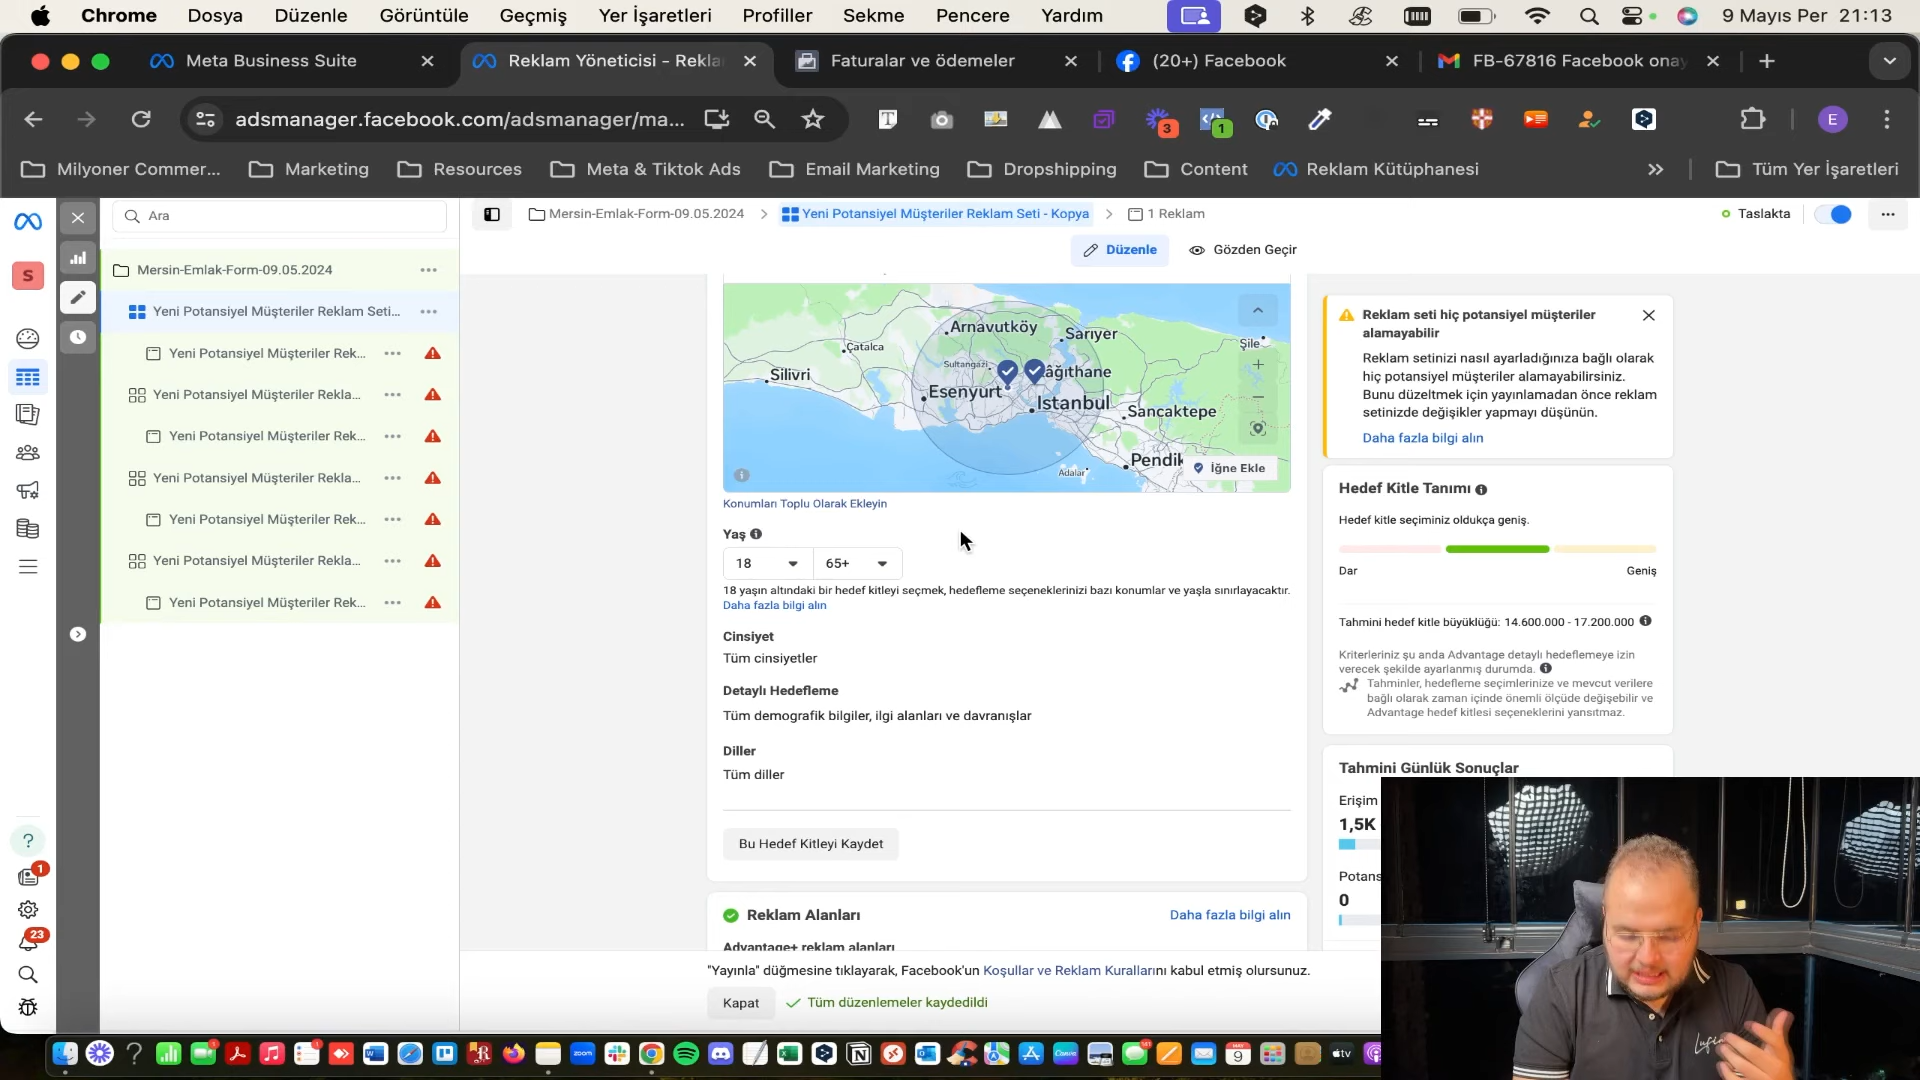 Chrome Dosya Düzenle Görüntüle Geçmiş Yer İşaretleri Profiller Sekme Pencere Yardım 9 Mayıs Per 21:13
Meta Business Suite
Reklam Yöneticisi - Rekla
Faturalar ve ödemeler
(20+) Facebook
FB-67816 Facebook onay
adsmanager.facebook.com/adsmanager/ma...
3
1
E
Milyoner Commer... Marketing Resources Meta & Tiktok Ads Email Marketing Dropshipping Content Reklam Kütüphanesi Tüm Yer İşaretleri
Ara
Mersin-Emlak-Form-09.05.2024
Yeni Potansiyel Müşteriler Reklam Seti - Kopya
1 Reklam
Taslakta
Düzenle
Gözden Geçir
S
Mersin-Emlak-Form-09.05.2024
Yeni Potansiyel Müşteriler Reklam Seti...
Yeni Potansiyel Müşteriler Rek...
Yeni Potansiyel Müşteriler Rekla...
Yeni Potansiyel Müşteriler Rek...
Yeni Potansiyel Müşteriler Rekla...
Yeni Potansiyel Müşteriler Rek...
Yeni Potansiyel Müşteriler Rekla...
Yeni Potansiyel Müşteriler Rek...
1
23
Arnavutköy
Sarıyer
Çatalca
Şile
Sultangazi
Silivri
âğıthane
Esenyurt
İstanbul
Sancaktepe
Pendik
Adalar
İğne Ekle
Konumları Toplu Olarak Ekleyin
Yaş
18 65+
18 yaşın altındaki bir hedef kitleyi seçmek, hedefleme seçeneklerinizi bazı konumlar ve yaşla sınırlayacaktır.
Daha fazla bilgi alın
Cinsiyet
Tüm cinsiyetler
Detaylı Hedefleme
Tüm demografik bilgiler, ilgi alanları ve davranışlar
Diller
Tüm diller
Bu Hedef Kitleyi Kaydet
Reklam Alanları
Daha fazla bilgi alın
Advantage+ reklam alanları
"Yayınla" düğmesine tıklayarak, Facebook'un Koşullar ve Reklam Kurallarını kabul etmiş olursunuz.
Kapat
Tüm düzenlemeler kaydedildi
Reklam seti hiç potansiyel müşteriler
alamayabilir
Reklam setinizi nasıl ayarladığınıza bağlı olarak
hiç potansiyel müşteriler alamayabilirsiniz.
Bunu düzeltmek için yayınlamadan önce reklam
setinizde değişikler yapmayı düşünün.
Daha fazla bilgi alın
Hedef Kitle Tanımı
Hedef kitle seçiminiz oldukça geniş.
Dar Geniş
Tahmini hedef kitle büyüklüğü: 14.600.000 - 17.200.000
Kriterleriniz şu anda Advantage detaylı hedeflemeye izin
verecek şekilde ayarlanmış durumda.
Tahminler, hedefleme seçimlerinize ve mevcut verilere
bağlı olarak zaman içinde önemli ölçüde değişebilir ve
Advantage hedef kitlesi seçeneklerini yansıtmaz.
Tahmini Günlük Sonuçlar
Erişim
1,5K
Potans
0
zoom
Canva
9
tv